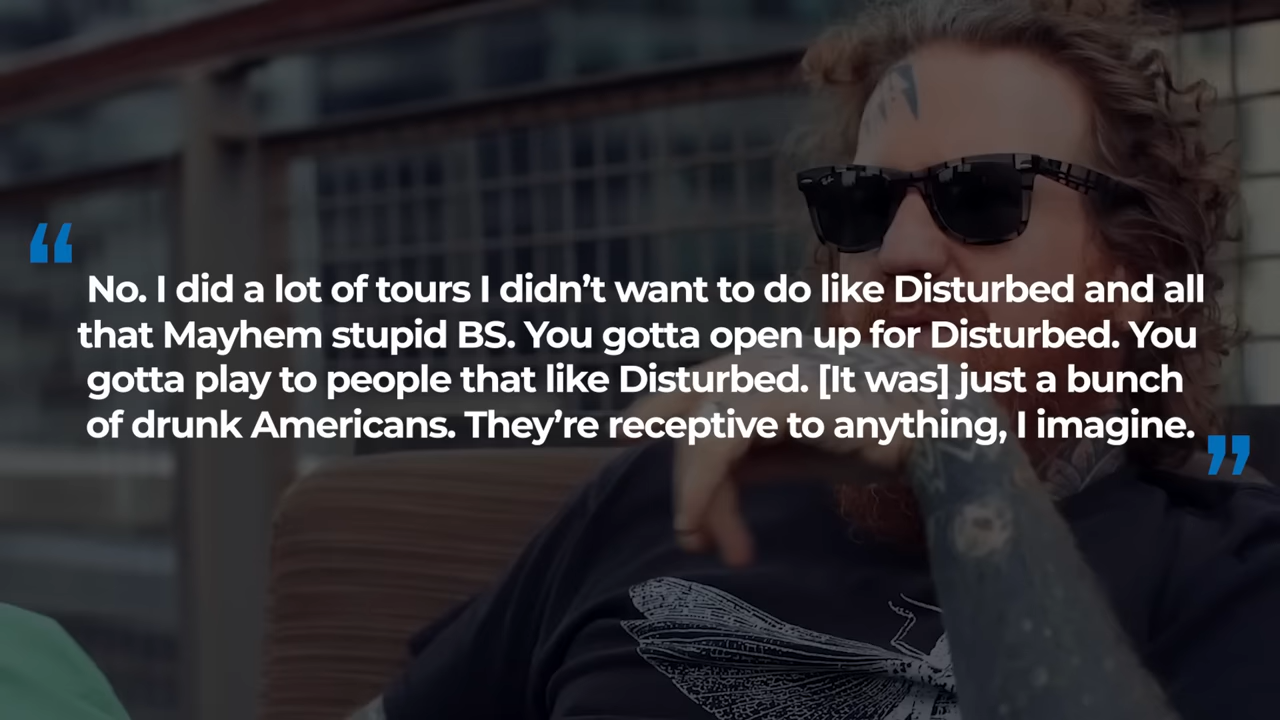 “
No. I did a lot of tours I didn’t want to do like Disturbed and all
that Mayhem stupid BS. You gotta open up for Disturbed. You
gotta play to people that like Disturbed. [It was] just a bunch
of drunk Americans. They’re receptive to anything, I imagine.
”